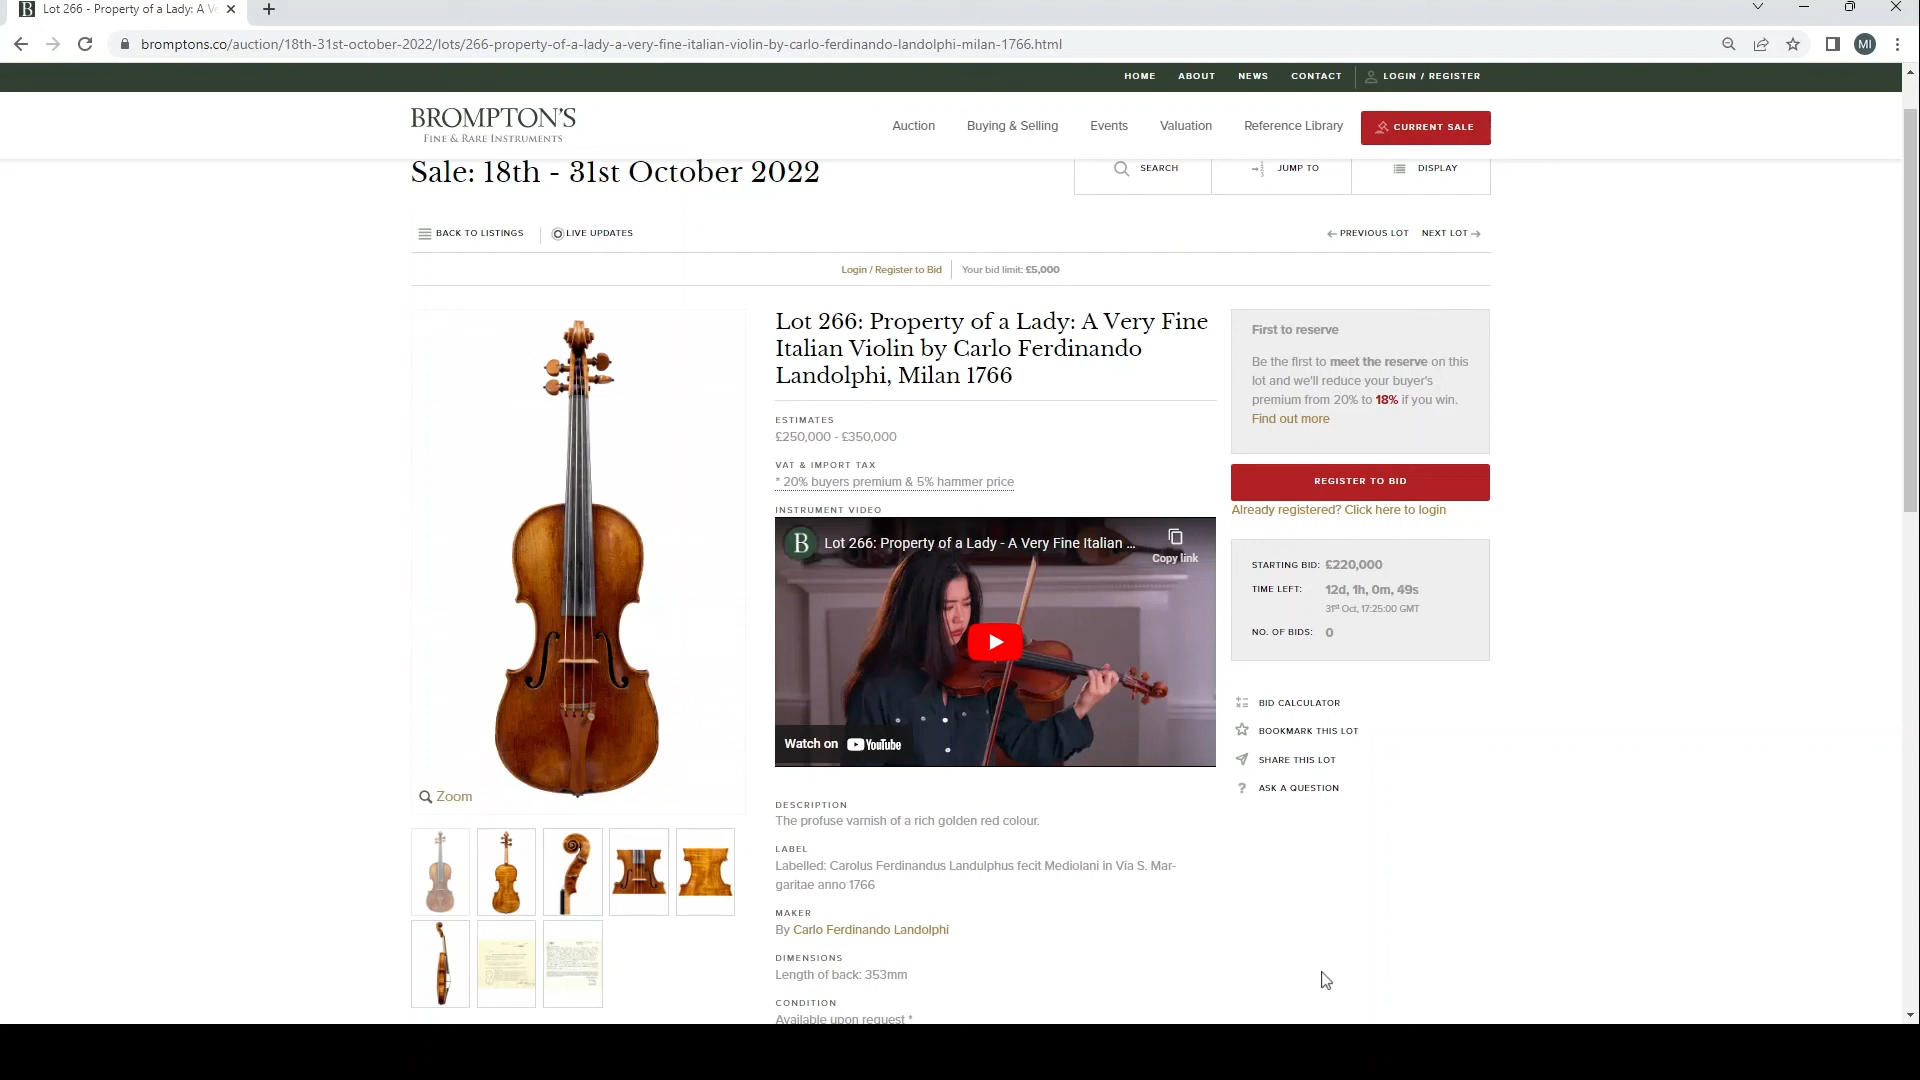 B Lot 266 - Property of a Lady: A Ve
bromptons.co/auction/18th-31st-october-2022/lots/266-property-of-a-lady-a-very-fine-italian-violin-by-carlo-ferdinando-landolphi-milan-1766.html
MI
HOME ABOUT NEWS CONTACT LOGIN / REGISTER
BROMPTON'S
FINE & RARE INSTRUMENTS
Auction Buying & Selling Events Valuation Reference Library CURRENT SALE
Sale: 18th - 31st October 2022
SEARCH JUMP TO DISPLAY
BACK TO LISTINGS LIVE UPDATES
PREVIOUS LOT NEXT LOT
Login / Register to Bid Your bid limit: £5,000
Zoom
Lot 266: Property of a Lady: A Very Fine
Italian Violin by Carlo Ferdinando
Landolphi, Milan 1766
ESTIMATES
£250,000 - £350,000
VAT & IMPORT TAX
* 20% buyers premium & 5% hammer price
INSTRUMENT VIDEO
B Lot 266: Property of a Lady - A Very Fine Italian ...
Copy link
Watch on YouTube
DESCRIPTION
The profuse varnish of a rich golden red colour.
LABEL
Labelled: Carolus Ferdinandus Landulphus fecit Mediolani in Via S. Mar-
garitae anno 1766
MAKER
By Carlo Ferdinando Landolphi
DIMENSIONS
Length of back: 353mm
CONDITION
Available upon request *
First to reserve
Be the first to meet the reserve on this
lot and we'll reduce your buyer's
premium from 20% to 18% if you win.
Find out more
REGISTER TO BID
Already registered? Click here to login
STARTING BID: £220,000
TIME LEFT: 12d, 1h, 0m, 49s
31st Oct, 17:25:00 GMT
NO. OF BIDS: 0
BID CALCULATOR
BOOKMARK THIS LOT
SHARE THIS LOT
? ASK A QUESTION